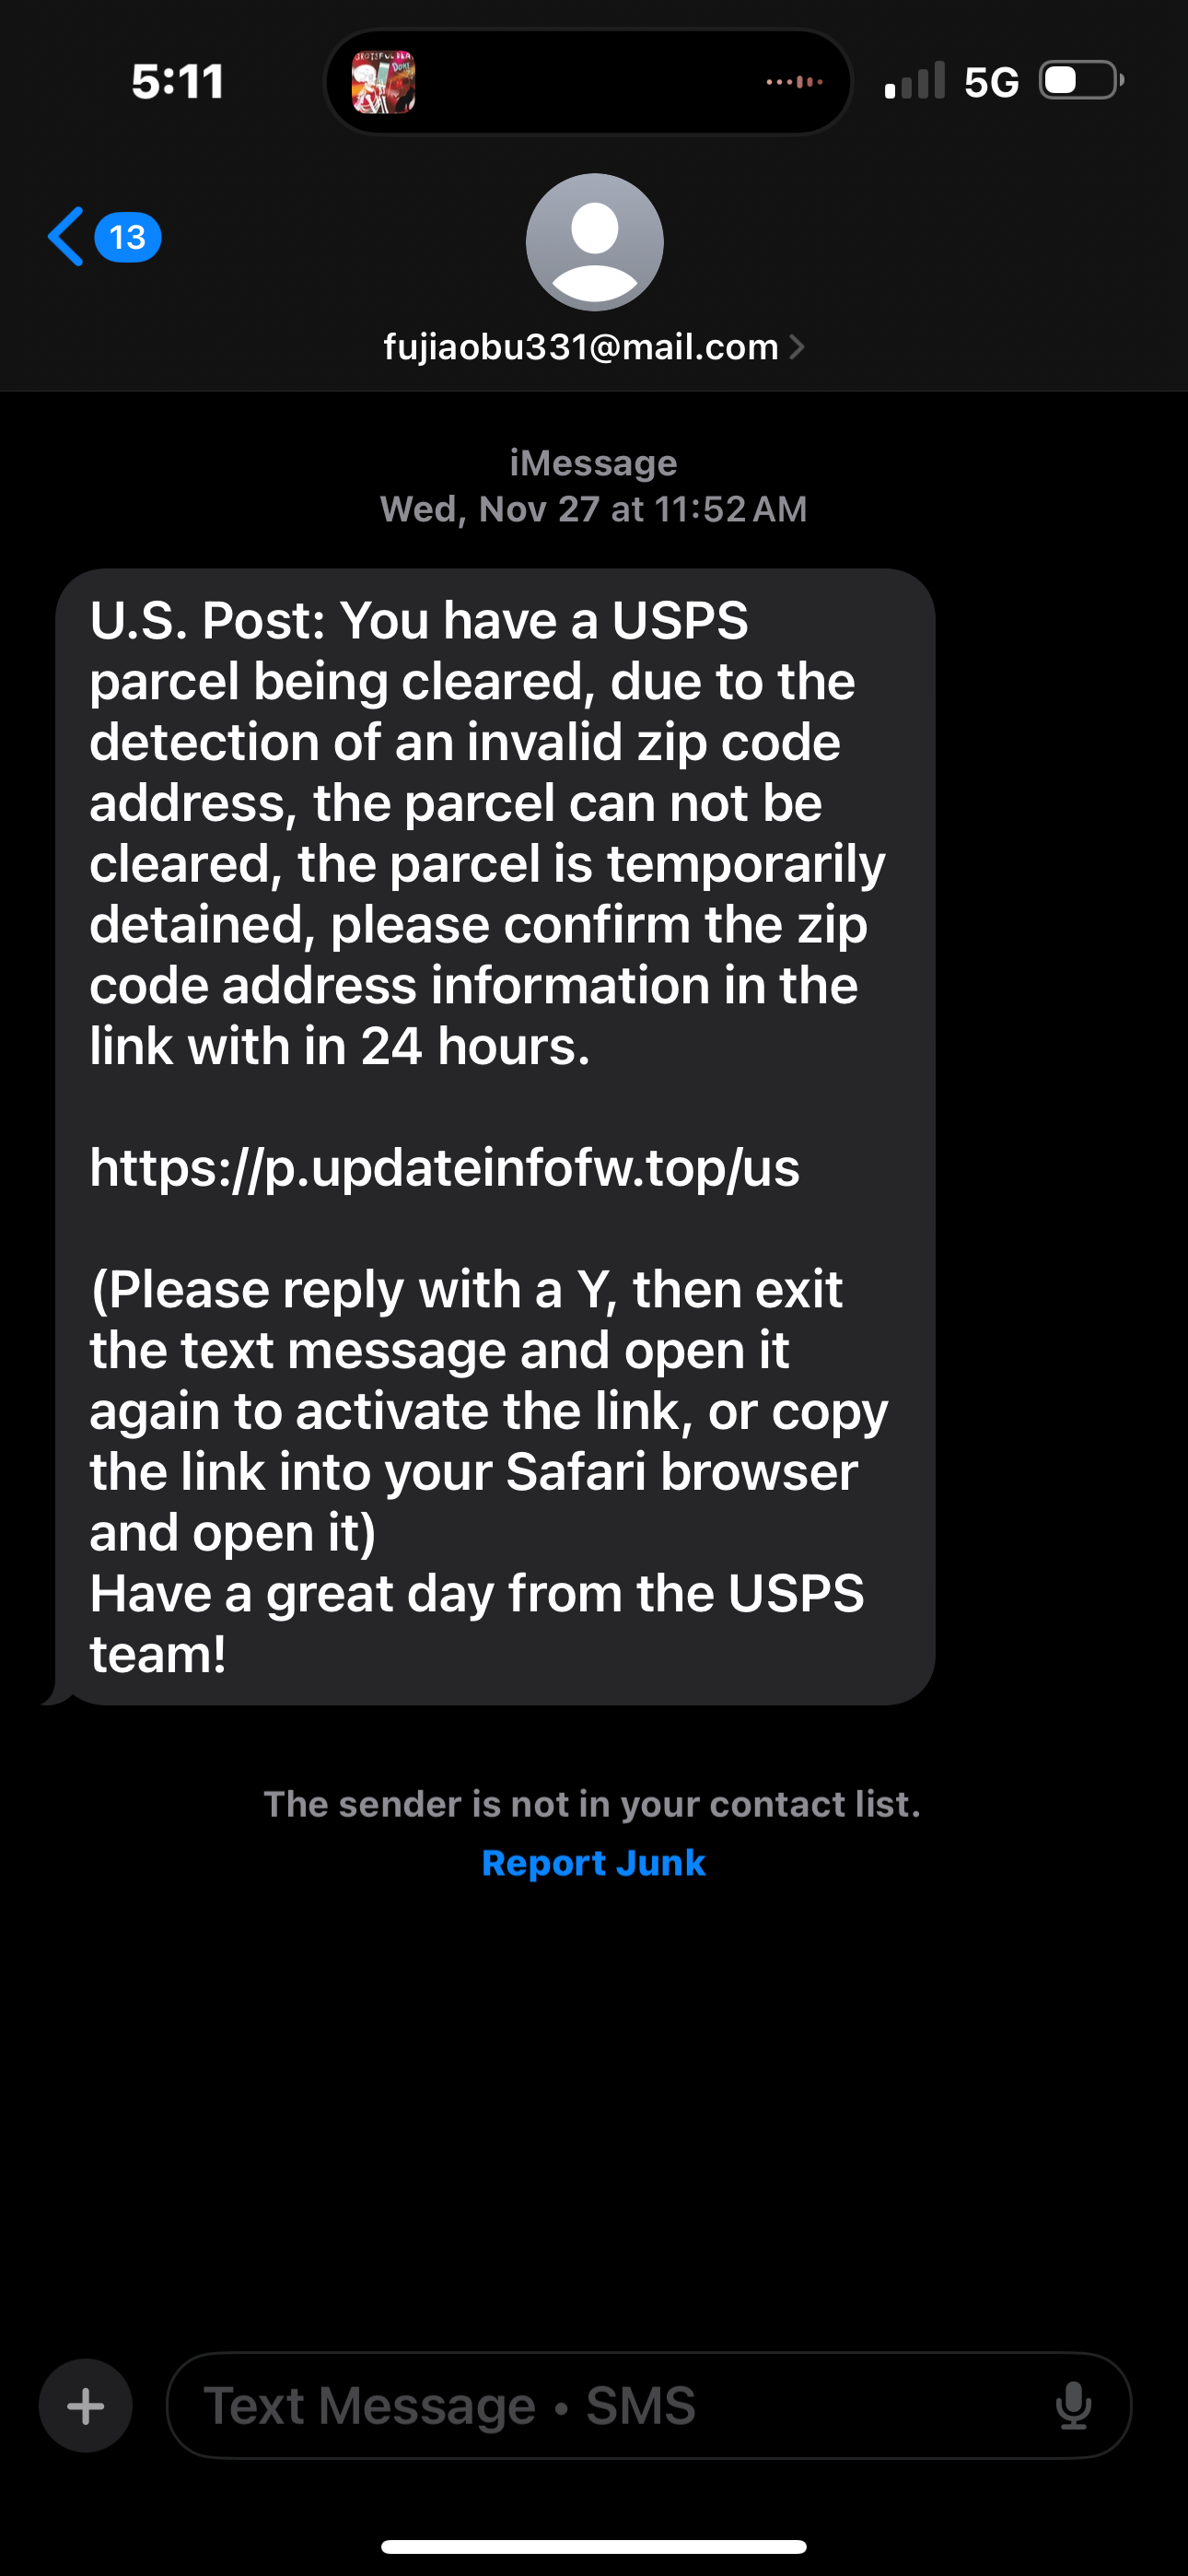 5:11
5G
13
fujiaobu331@mail.com
iMessage
Wed, Nov 27 at 11:52 AM
U.S. Post: You have a USPS
parcel being cleared, due to the
detection of an invalid zip code
address, the parcel can not be
cleared, the parcel is temporarily
detained, please confirm the zip
code address information in the
link with in 24 hours.
https://p.updateinfofw.top/us
(Please reply with a Y, then exit
the text message and open it
again to activate the link, or copy
the link into your Safari browser
and open it)
Have a great day from the USPS
team!
The sender is not in your contact list.
Report Junk
Text Message • SMS